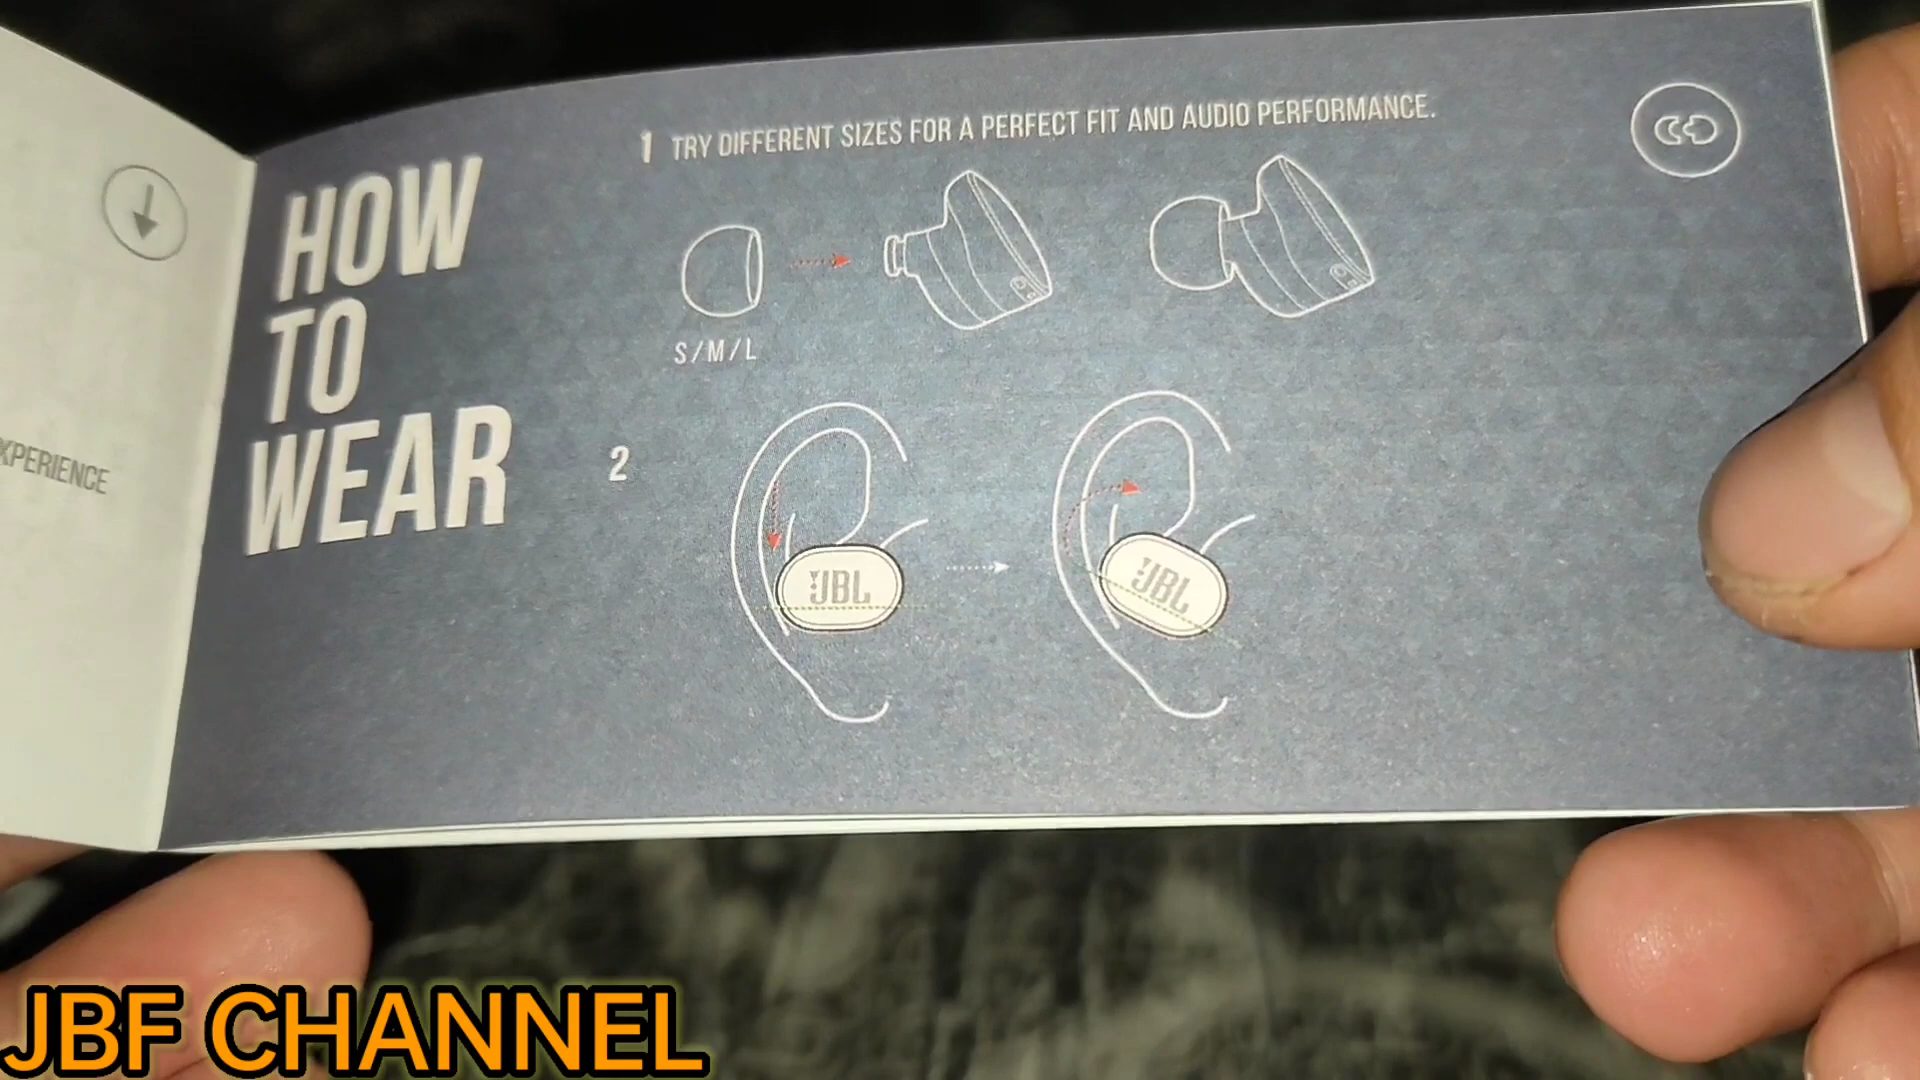 XPERIENCE
HOW
TO
WEAR
1 TRY DIFFERENT SIZES FOR A PERFECT FIT AND AUDIO PERFORMANCE.
S/M/L
2
JBL
JBL
JBF CHANNEL